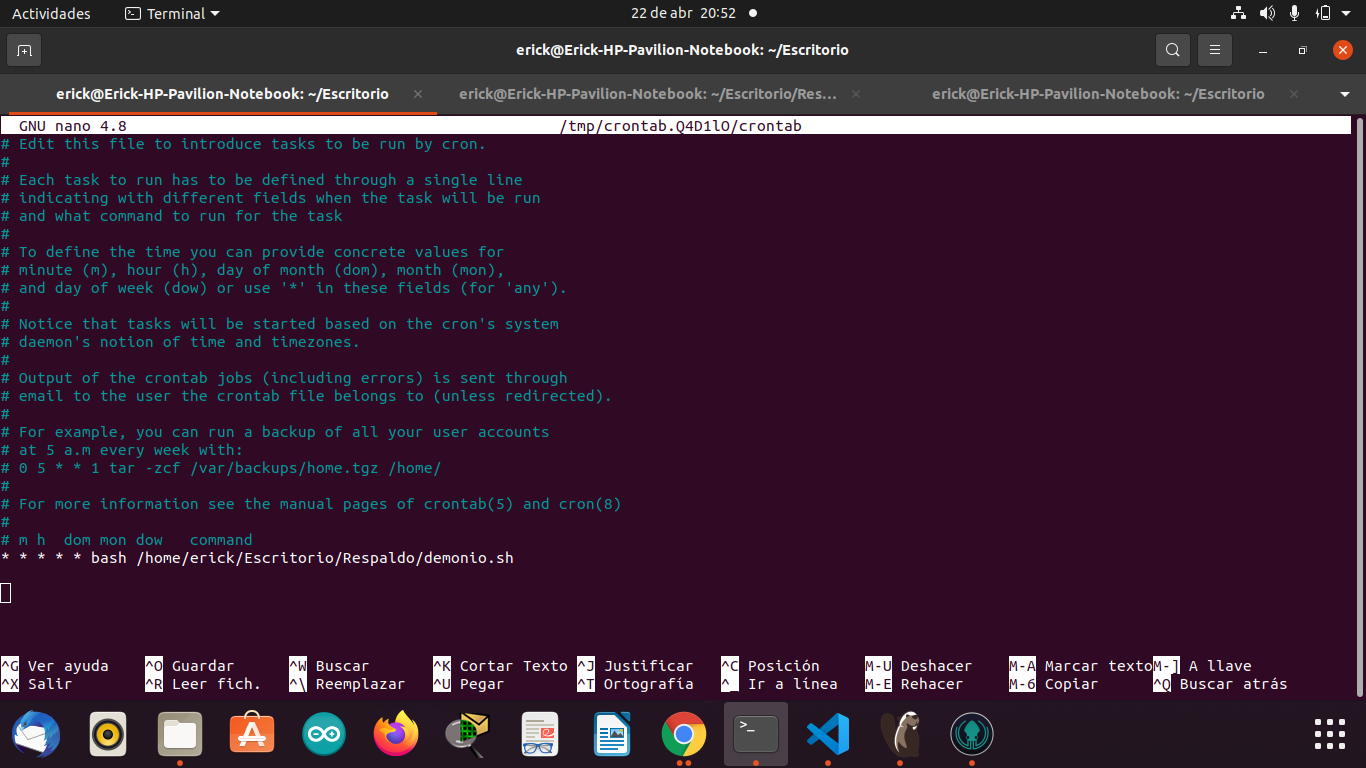 Actividades Terminal 22 de abr 20:52
erick@Erick-HP-Pavilion-Notebook: ~/Escritorio
erick@Erick-HP-Pavilion-Notebook: ~/Escritorio erick@Erick-HP-Pavilion-Notebook: ~/Escritorio/Res... erick@Erick-HP-Pavilion-Notebook: ~/Escritorio
GNU nano 4.8 /tmp/crontab.Q4D1lO/crontab
# Edit this file to introduce tasks to be run by cron.
#
# Each task to run has to be defined through a single line
# indicating with different fields when the task will be run
# and what command to run for the task
#
# To define the time you can provide concrete values for
# minute (m), hour (h), day of month (dom), month (mon),
# and day of week (dow) or use '*' in these fields (for 'any').
#
# Notice that tasks will be started based on the cron's system
# daemon's notion of time and timezones.
#
# Output of the crontab jobs (including errors) is sent through
# email to the user the crontab file belongs to (unless redirected).
#
# For example, you can run a backup of all your user accounts
# at 5 a.m every week with:
# 0 5 * * 1 tar -zcf /var/backups/home.tgz /home/
#
# For more information see the manual pages of crontab(5) and cron(8)
#
# m h  dom mon dow   command
* * * * * bash /home/erick/Escritorio/Respaldo/demonio.sh
^G Ver ayuda ^O Guardar ^W Buscar ^K Cortar Texto ^J Justificar ^C Posición M-U Deshacer M-A Marcar texto M-] A llave
^X Salir ^R Leer fich. ^\ Reemplazar ^U Pegar ^T Ortografía ^_ Ir a línea M-E Rehacer M-6 Copiar ^Q Buscar atrás